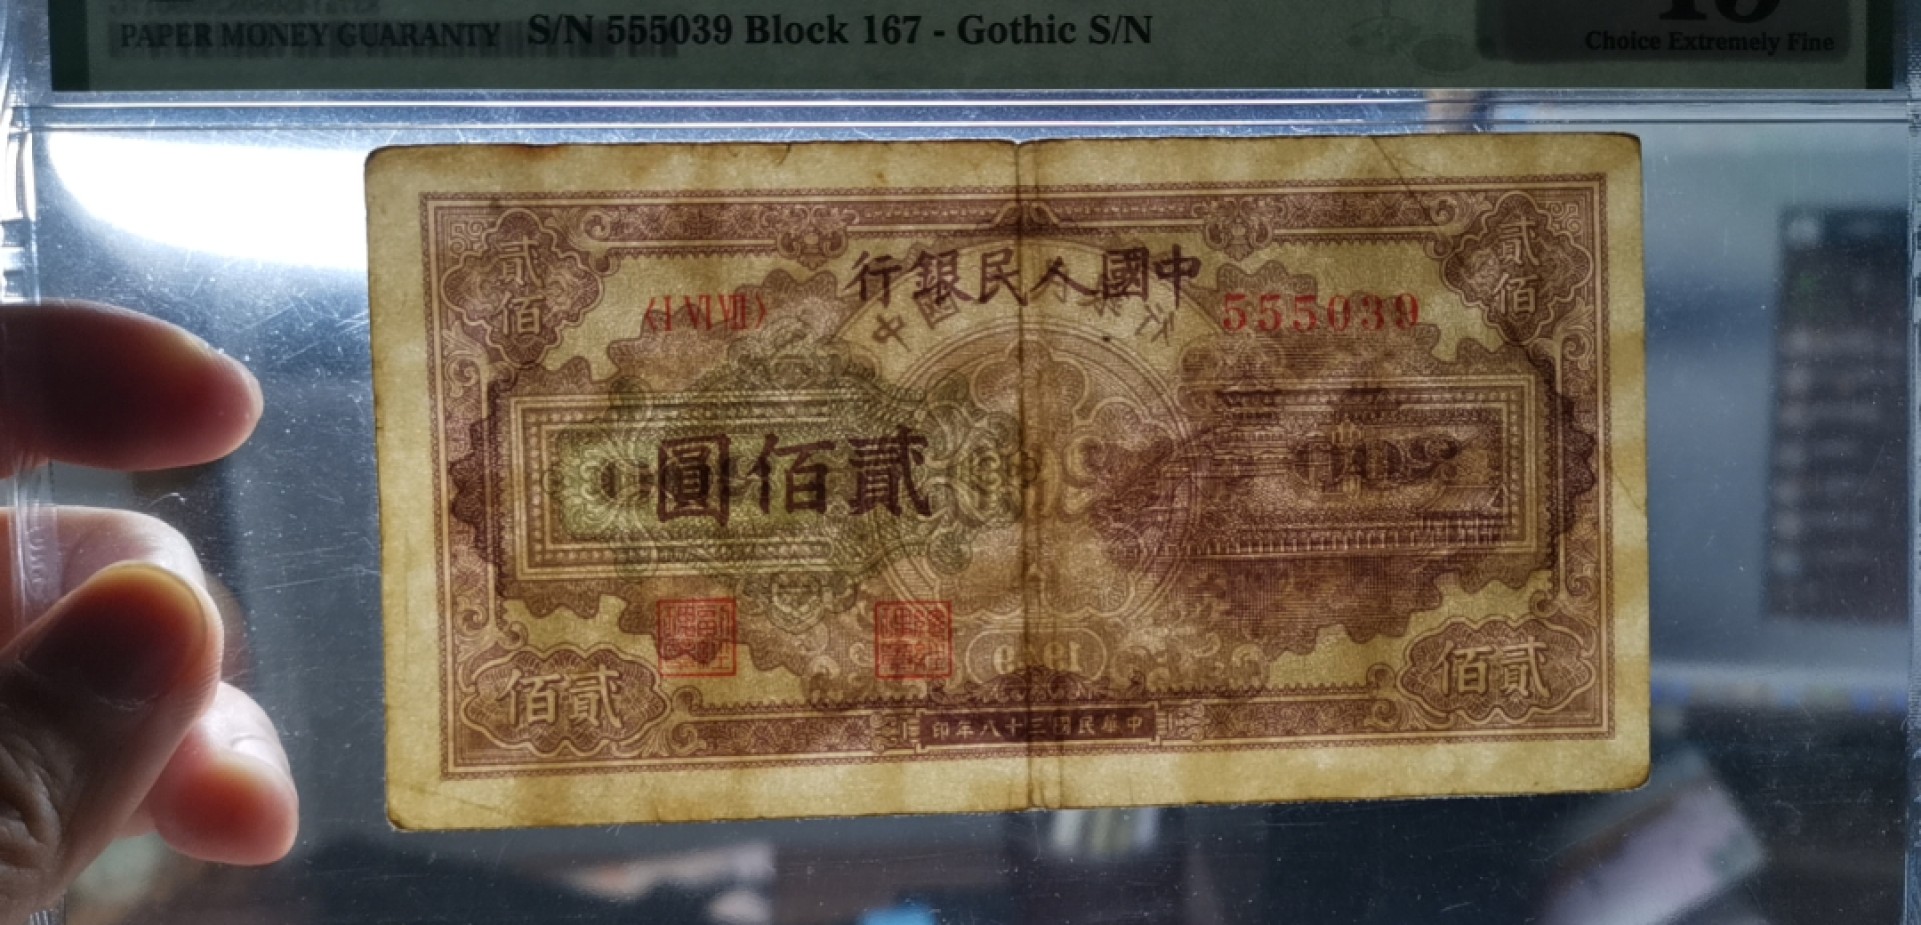 PAPER MONEY GUARANTY
S/N 555039 Block 167 - Gothic S/N
Choice Extremely Fine
行銀民人國中
貳佰
貳佰
〈I VI VII〉
555039
圓佰貳
佰貳
佰貳
印年八十三國民華中